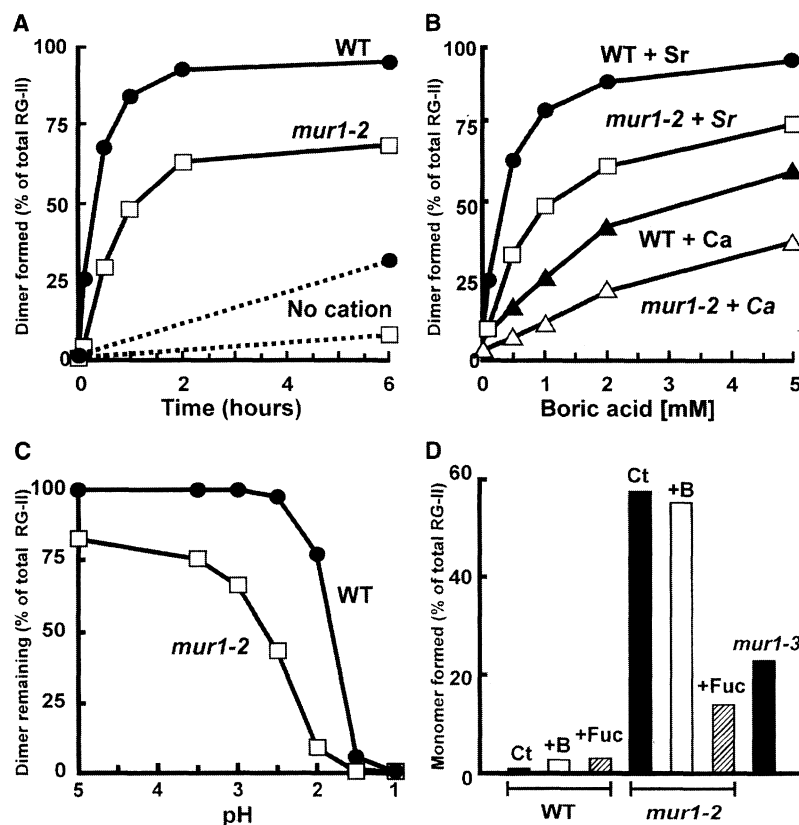 A
Dimer formed (% of total RG-II)
100
75
50
25
0
WT
mur1-2
No cation
0
2
4
6
Time (hours)
B
Dimer formed (% of total RG-II)
100
75
50
25
0
WT + Sr
mur1-2 + Sr
WT + Ca
mur1-2 + Ca
0
1
2
3
4
5
Boric acid [mM]
C
Dimer remaining (% of total RG-II)
100
75
50
25
0
WT
mur1-2
5
4
3
2
1
pH
D
Monomer formed (% of total RG-II)
60
40
20
0
Ct
+B
+Fuc
Ct
+B
+Fuc
mur1-3
WT
mur1-2